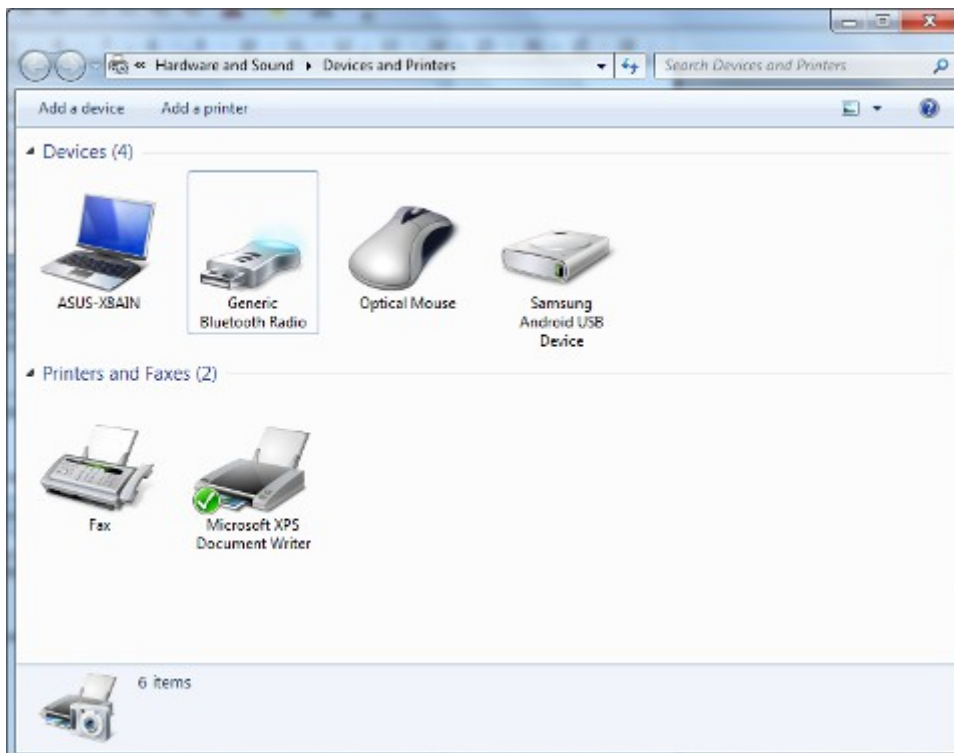 Hardware and Sound
Devices and Printers
Search Devices and Printers
Add a device
Add a printer
Devices (4)
ASUS-XBAIN
Generic
Bluetooth Radio
Optical Mouse
Samsung
Android USB
Device
Printers and Faxes (2)
Fax
Microsoft XPS
Document Writer
6 items